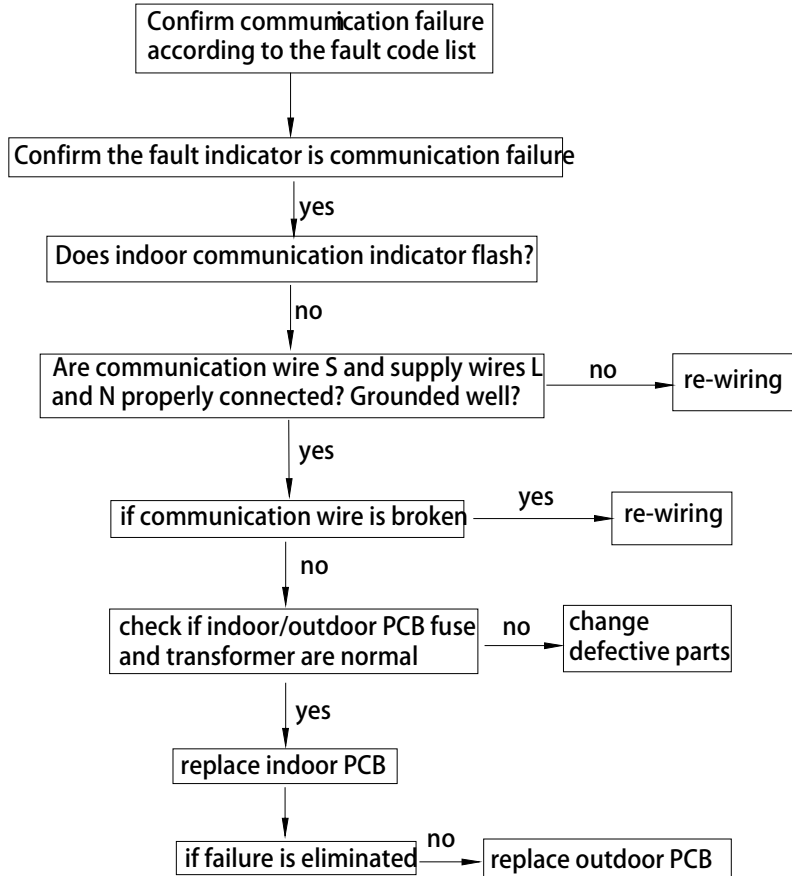 Confirm communication failure
according to the fault code list
Confirm the fault indicator is communication failure
yes
Does indoor communication indicator flash?
no
Are communication wire S and supply wires L
and N properly connected? Grounded well?
no
re-wiring
yes
if communication wire is broken
yes
re-wiring
no
check if indoor/outdoor PCB fuse
and transformer are normal
no
change
defective parts
yes
replace indoor PCB
if failure is eliminated
no
replace outdoor PCB